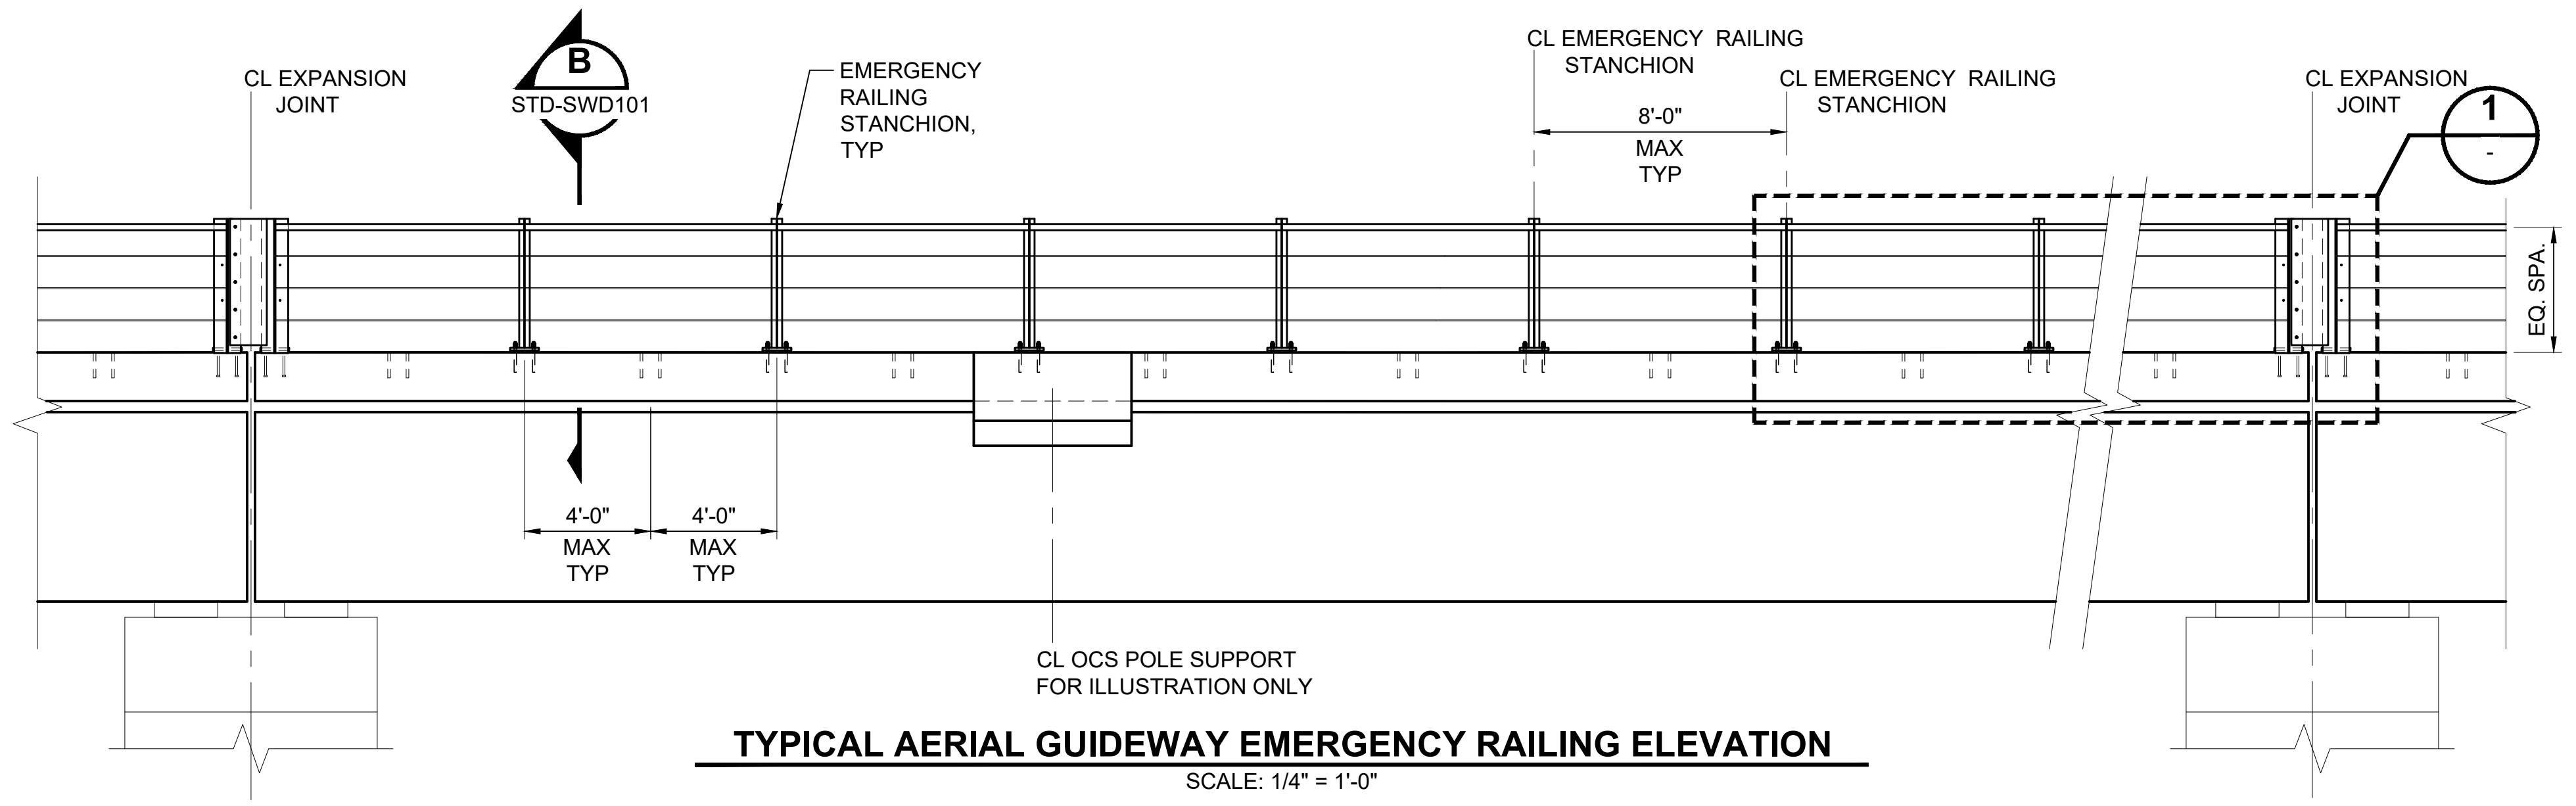 CL EXPANSION
JOINT
B
STD-SWD101
EMERGENCY
RAILING
STANCHION,
TYP
CL EMERGENCY RAILING
STANCHION
8'-0"
MAX
TYP
CL EMERGENCY RAILING
STANCHION
CL EXPANSION
JOINT
1
-
EQ. SPA.
4'-0"
MAX
TYP
4'-0"
MAX
TYP
CL OCS POLE SUPPORT
FOR ILLUSTRATION ONLY
TYPICAL AERIAL GUIDEWAY EMERGENCY RAILING ELEVATION
SCALE: 1/4" = 1'-0"